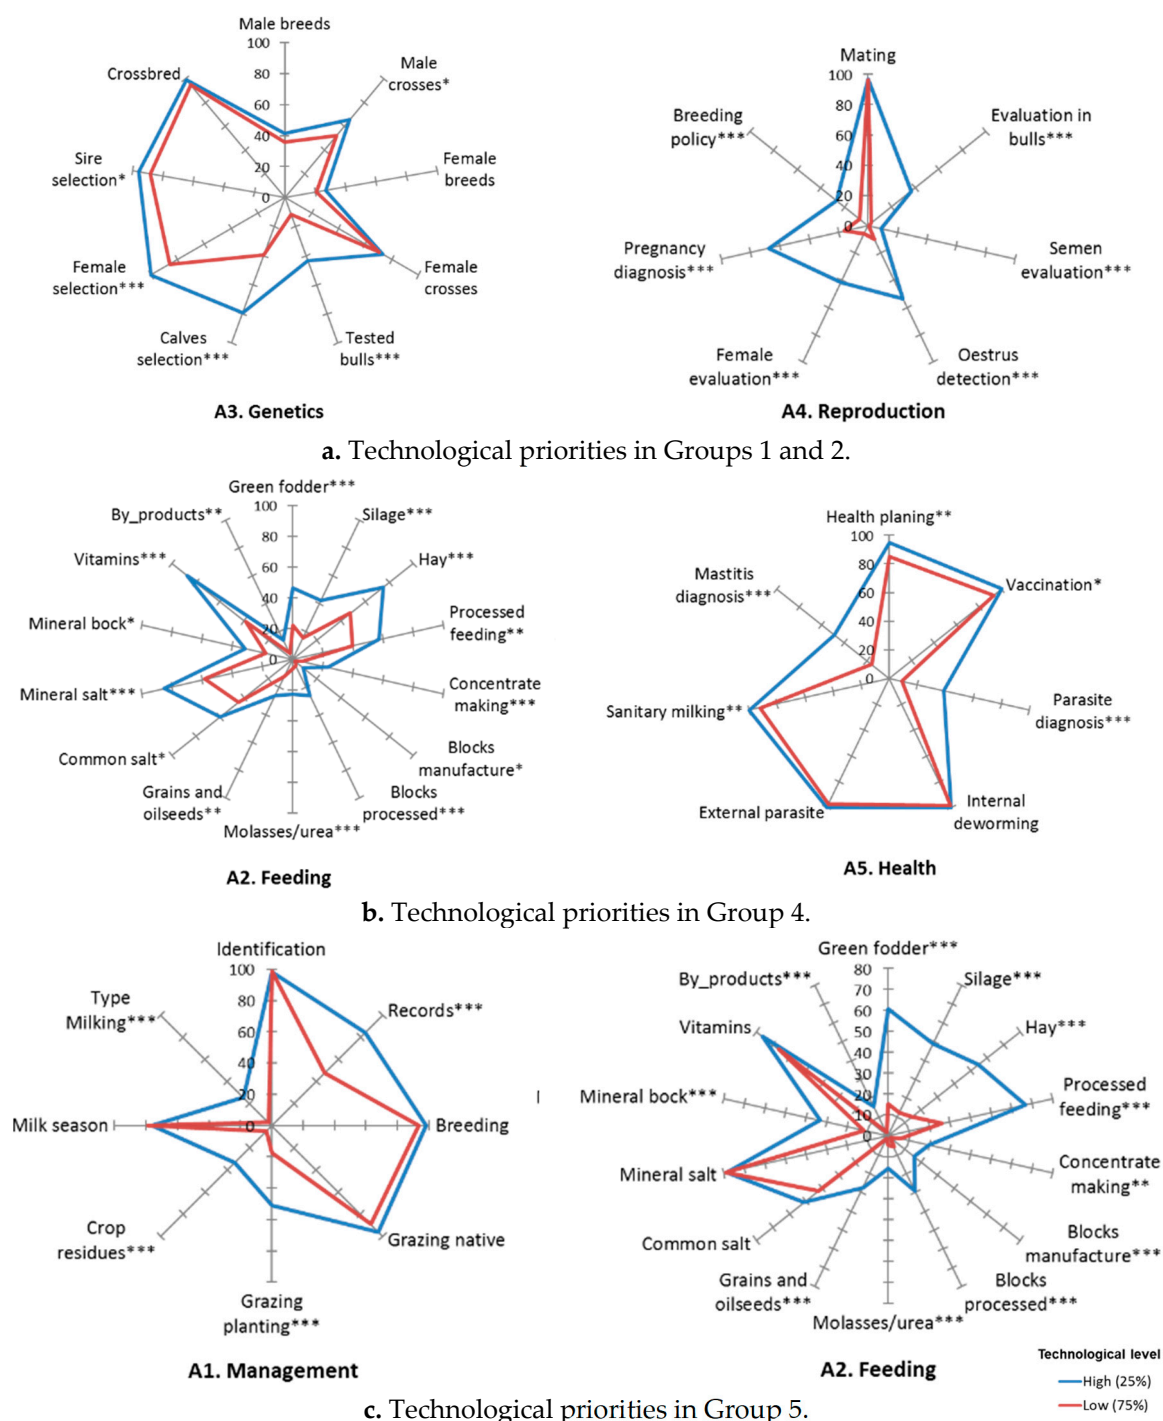 Male breeds
100
80
60
40
20
0
Male
crosses*
Female
breeds
Female
crosses
Tested
bulls***
Calves
selection***
Female
selection***
Sire
selection*
Crossbred
A3. Genetics
Mating
100
80
60
40
20
0
Evaluation in
bulls***
Semen
evaluation***
Oestrus
detection***
Female
evaluation***
Pregnancy
diagnosis***
Breeding
policy***
A4. Reproduction
a. Technological priorities in Groups 1 and 2.
Green fodder***
100
80
60
40
20
0
Silage***
Hay***
Processed
feeding**
Concentrate
making***
Blocks
manufacture*
Blocks
processed***
Molasses/urea***
Grains and
oilseeds**
Common salt*
Mineral salt***
Mineral bock*
Vitamins***
By_products**
A2. Feeding
Health planing**
100
80
60
40
20
0
Vaccination*
Parasite
diagnosis***
Internal
deworming
External parasite
Sanitary milking**
Mastitis
diagnosis***
A5. Health
b. Technological priorities in Group 4.
Identification
100
80
60
40
20
0
Records***
Breeding
Grazing native
Grazing
planting***
Crop
residues***
Milk season
Type
Milking***
A1. Management
Green fodder***
80
70
60
50
40
30
20
10
0
Silage***
Hay***
Processed
feeding***
Concentrate
making**
Blocks
manufacture***
Blocks
processed***
Molasses/urea***
Grains and
oilseeds***
Common salt
Mineral salt
Mineral bock***
Vitamins
By_products***
A2. Feeding
Technological level
High (25%)
Low (75%)
c. Technological priorities in Group 5.